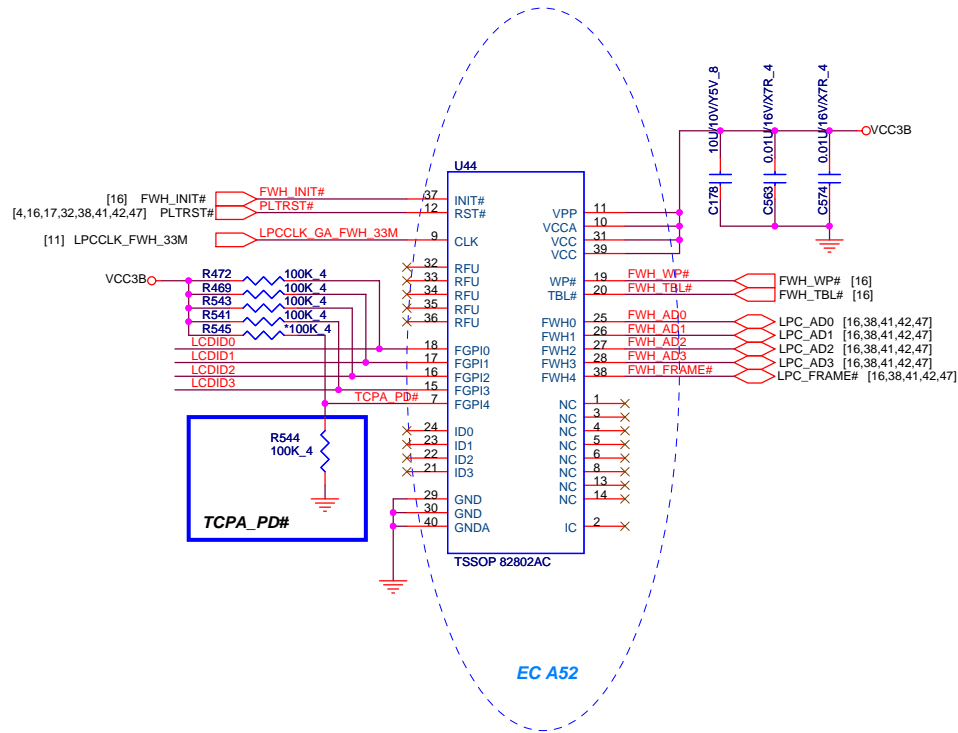 10U/10V/Y5V_8
0.01U/16V/X7R_4
0.01U/16V/X7R_4
VCC3B
C178
C563
C574
U44
[16] FWH_INIT# FWH_INIT# 37 INIT#
[4,16,17,32,38,41,42,47] PLTRST# PLTRST# 12 RST#
[11] LPCCLK_FWH_33M LPCCLK_GA_FWH_33M 9 CLK
32 RFU
33 RFU
34 RFU
35 RFU
36 RFU
VCC3B
R472 100K_4
R469 100K_4
R543 100K_4
R541 100K_4
R545 *100K_4
LCDID0 18 FGPI0
LCDID1 17 FGPI1
LCDID2 16 FGPI2
LCDID3 15 FGPI3
TCPA_PD# 7 FGPI4
24 ID0
23 ID1
22 ID2
21 ID3
R544
100K_4
TCPA_PD#
29 GND
30 GND
40 GNDA
VPP 11
VCCA 10
VCC 31
VCC 39
WP# 19 FWH_WP# FWH_WP# [16]
TBL# 20 FWH_TBL# FWH_TBL# [16]
FWH0 25 FWH_AD0 LPC_AD0 [16,38,41,42,47]
FWH1 26 FWH_AD1 LPC_AD1 [16,38,41,42,47]
FWH2 27 FWH_AD2 LPC_AD2 [16,38,41,42,47]
FWH3 28 FWH_AD3 LPC_AD3 [16,38,41,42,47]
FWH4 38 FWH_FRAME# LPC_FRAME# [16,38,41,42,47]
NC 1
NC 3
NC 4
NC 5
NC 6
NC 8
NC 13
NC 14
IC 2
TSSOP 82802AC
EC A52